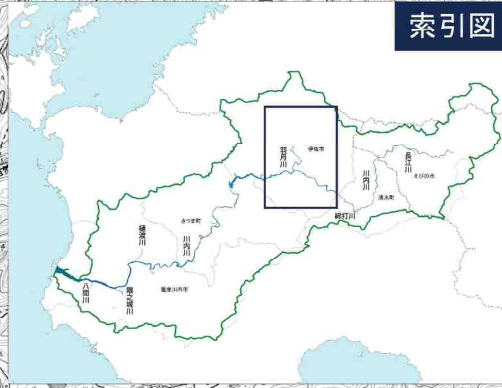 索引図
羽月川
伊佐市
川内川
長江川
えびの市
湧水町
綿打川
さつま町
樋渡川
川内川
八間川
隈之城川
薩摩川内市